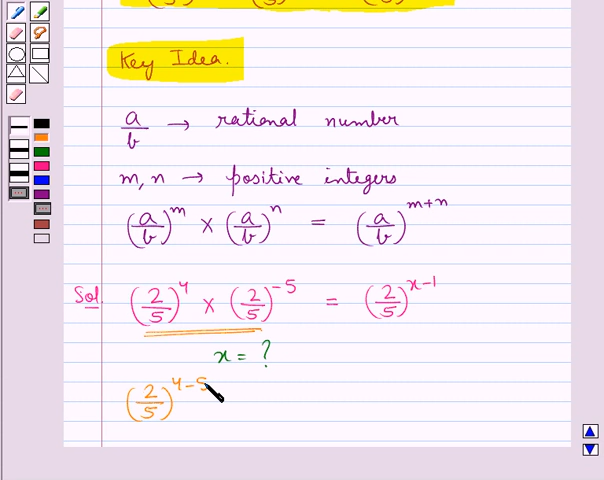 Key Idea.
a/b → rational number
m, n → positive integers
(a/b)^m × (a/b)^n = (a/b)^m+n
Sol. (2/5)^4 × (2/5)^-5 = (2/5)^x-1
x = ?
(2/5)^4-5